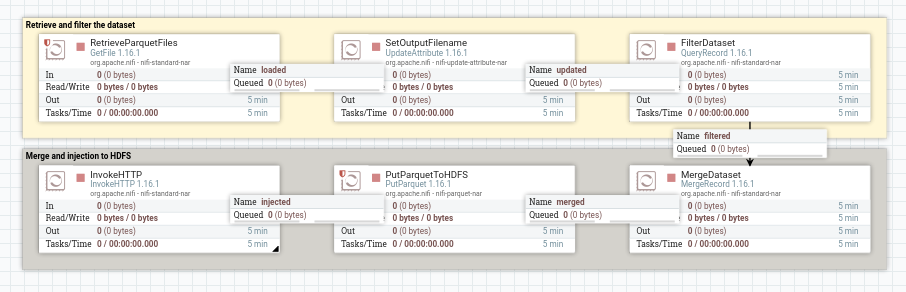 Retrieve and filter the dataset
RetrieveParquetFiles
GetFile 1.16.1
org.apache.nifi - nifi-standard-nar
In 0 (0 bytes) 5 min
Read/Write 0 bytes / 0 bytes
Out 0 (0 bytes) 5 min
Tasks/Time 0 / 00:00:00.000 5 min
Name loaded
Queued 0 (0 bytes)
SetOutputFilename
UpdateAttribute 1.16.1
org.apache.nifi - nifi-update-attribute-nar
0 (0 bytes)
0 bytes / 0 bytes
Out 0 (0 bytes) 5 min
Tasks/Time 0 / 00:00:00.000 5 min
Name updated
Queued 0 (0 bytes)
FilterDataset
QueryRecord 1.16.1
org.apache.nifi - nifi-standard-nar
0 (0 bytes) 5 min
0 bytes / 0 bytes 5 min
Out 0 (0 bytes) 5 min
Tasks/Time 0 / 00:00:00.000 5 min
Name filtered
Queued 0 (0 bytes)
Merge and injection to HDFS
InvokeHTTP
InvokeHTTP 1.16.1
org.apache.nifi - nifi-standard-nar
In 0 (0 bytes) 5 min
Read/Write 0 bytes / 0 bytes
Out 0 (0 bytes) 5 min
Tasks/Time 0 / 00:00:00.000 5 min
Name injected
Queued 0 (0 bytes)
PutParquetToHDFS
PutParquet 1.16.1
org.apache.nifi - nifi-parquet-nar
0 (0 bytes)
0 bytes / 0 bytes
Out 0 (0 bytes) 5 min
Tasks/Time 0 / 00:00:00.000 5 min
Name merged
Queued 0 (0 bytes)
MergeDataset
MergeRecord 1.16.1
org.apache.nifi - nifi-standard-nar
0 (0 bytes) 5 min
0 bytes / 0 bytes 5 min
Out 0 (0 bytes) 5 min
Tasks/Time 0 / 00:00:00.000 5 min